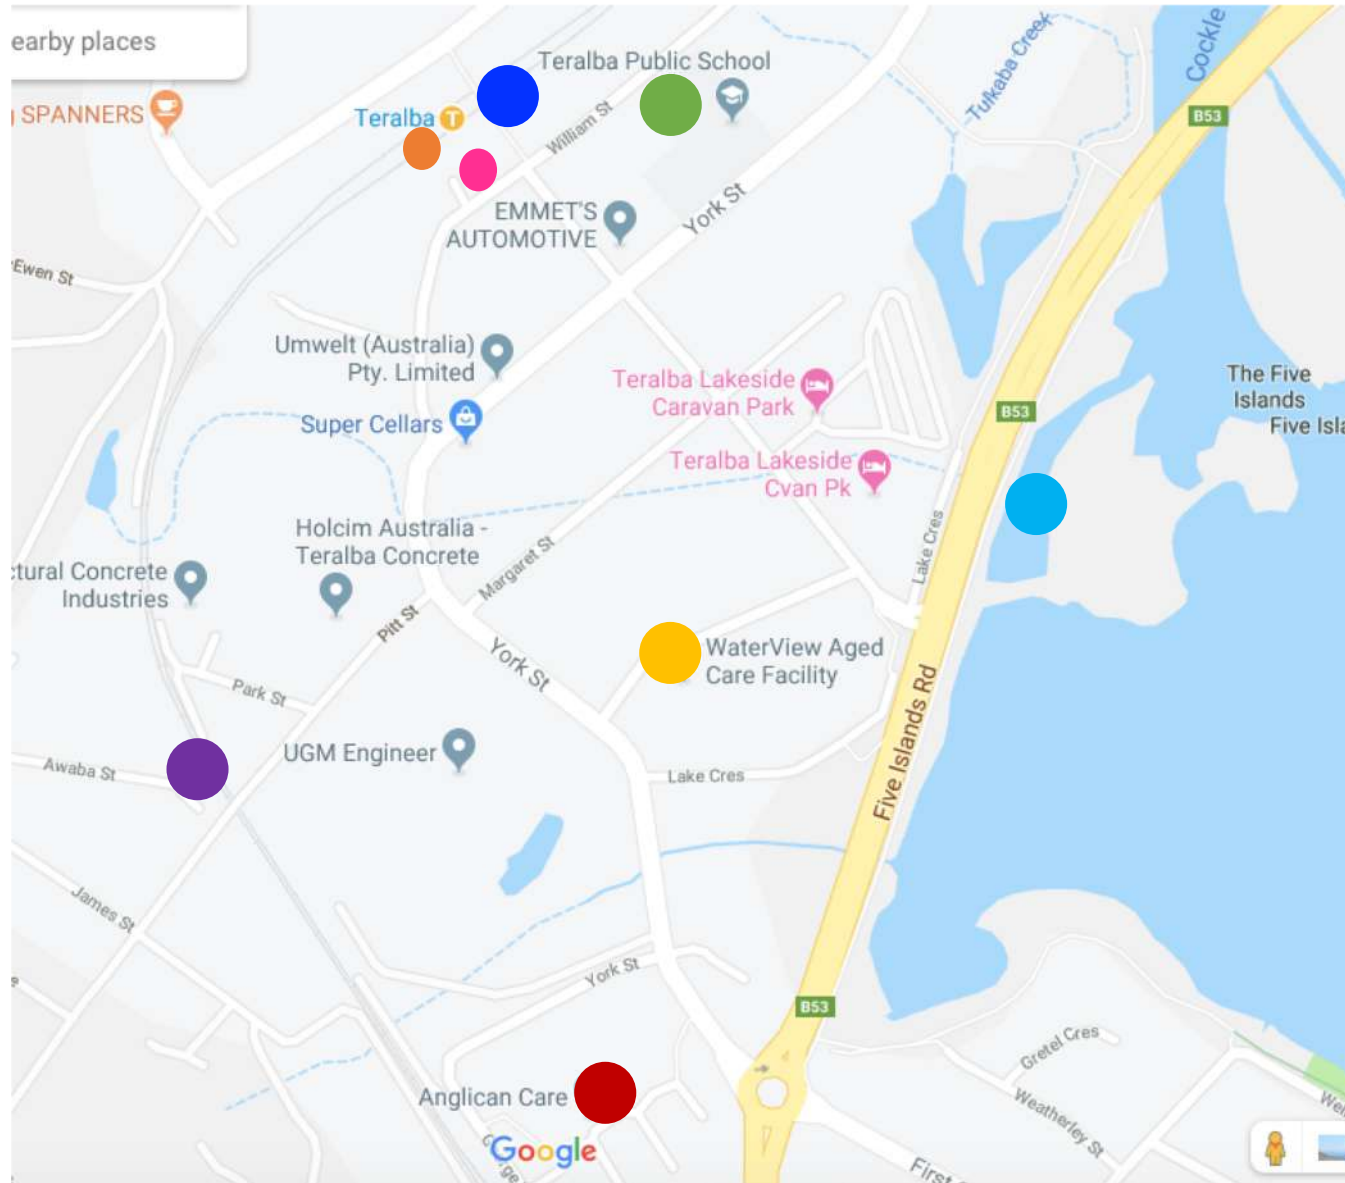 earby places
SPANNERS
Teralba
Teralba Public School
William St
Tulkaba Creek
Cockle
B53
EMMET'S
AUTOMOTIVE
York St
Ewen St
Umwelt (Australia)
Pty. Limited
Super Cellars
Teralba Lakeside
Caravan Park
B53
The Five
Islands
Five Isla
Teralba Lakeside
Cvan Pk
Holcim Australia -
Teralba Concrete
Margaret St
Lake Cres
ctural Concrete
Industries
Pitt St
York St
WaterView Aged
Care Facility
Park St
Awaba St
UGM Engineer
Lake Cres
Five Islands Rd
James St
York St
B53
Gretel Cres
Anglican Care
Weatherley St
Wel
Google
First